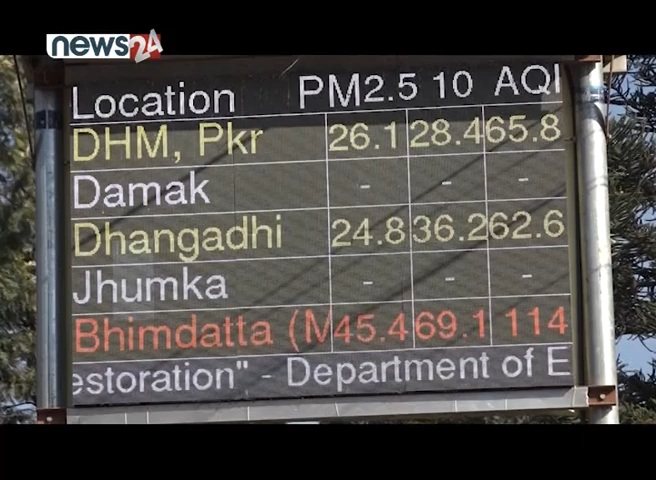 news24
Location PM2.5 10 AQI
DHM, Pkr 26.1 28.4 65.8
Damak - - -
Dhangadhi 24.8 36.2 62.6
Jhumka - - -
Bhimdatta (M 45.4 69.1 114
estoration" - Department of E